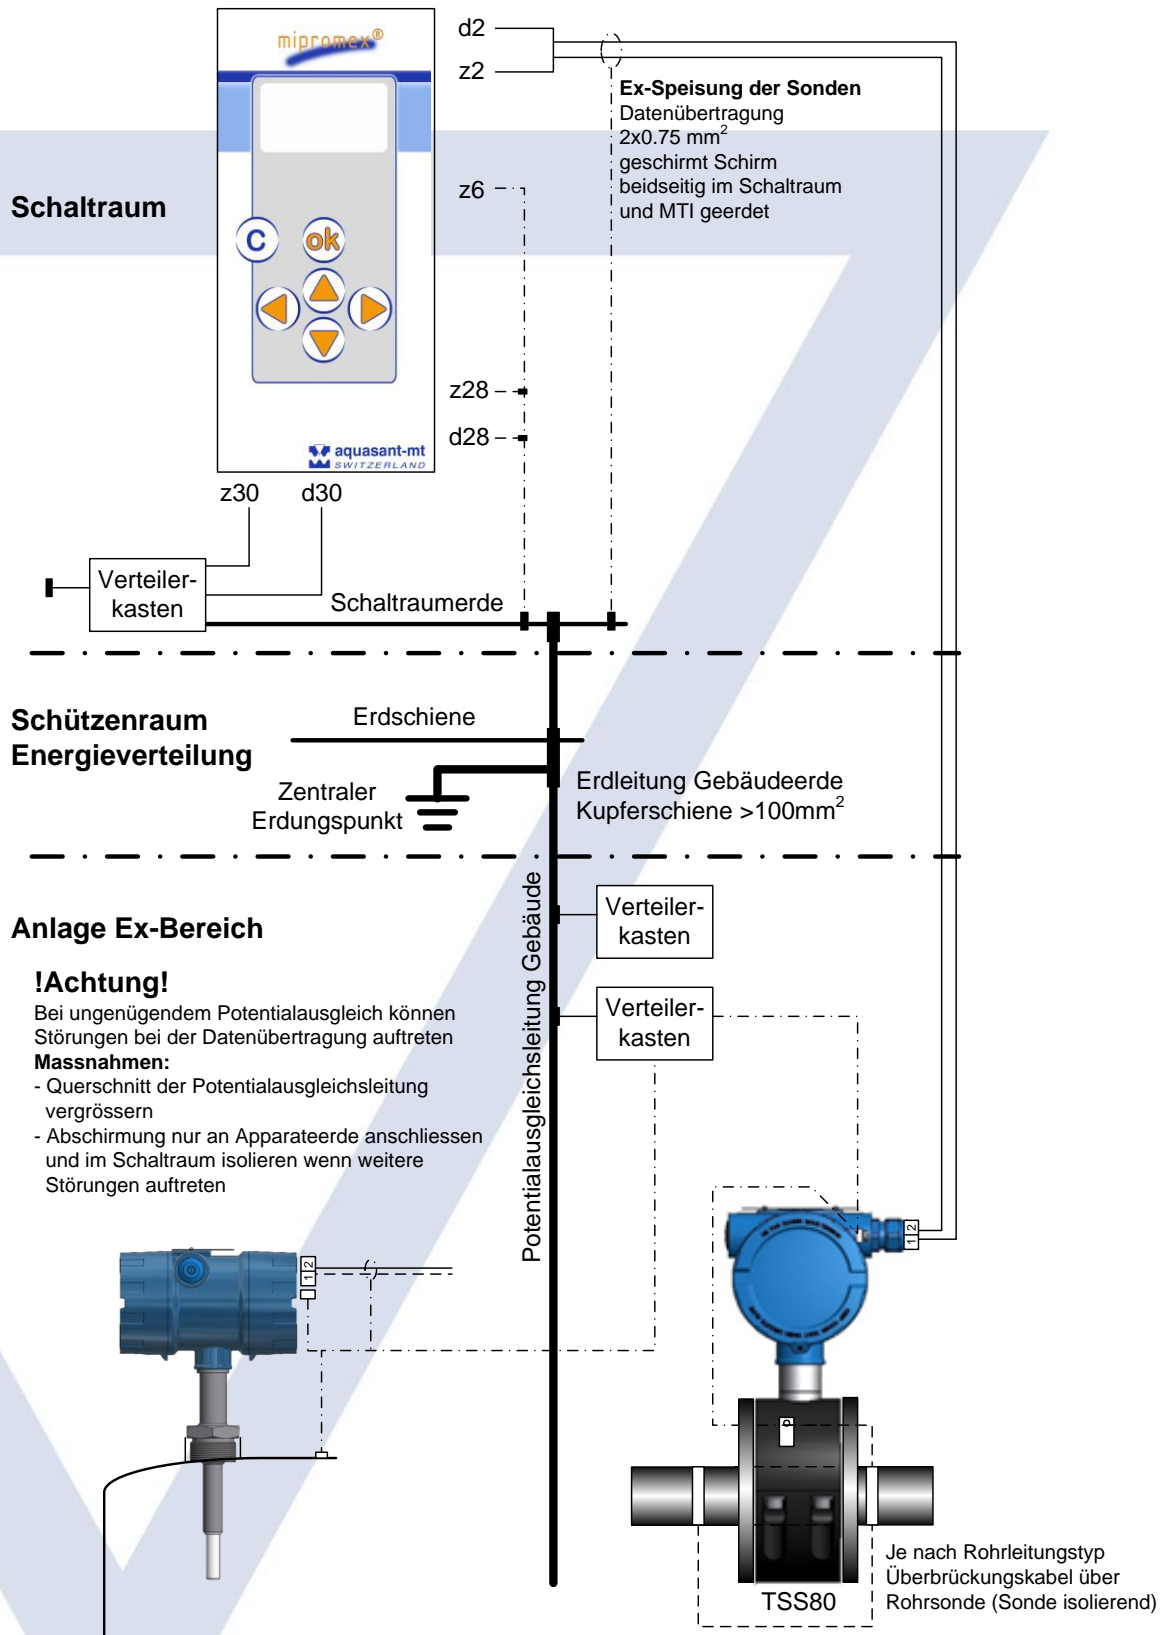 mipromex®
d2
z2
Ex-Speisung der Sonden
Datenübertragung
2x0.75 mm²
geschirmt Schirm
beidseitig im Schaltraum
und MTI geerdet
Schaltraum
z6
C
ok
z28
d28
aquasant-mt
SWITZERLAND
z30
d30
Verteiler-
kasten
Schaltraumerde
Schützenraum
Energieverteilung
Erdschiene
Zentraler
Erdungspunkt
Erdleitung Gebäudeerde
Kupferschiene >100mm²
Potentialausgleichsleitung Gebäude
Verteiler-
kasten
Anlage Ex-Bereich
!Achtung!
Bei ungenügendem Potentialausgleich können
Störungen bei der Datenübertragung auftreten
Massnahmen:
- Querschnitt der Potentialausgleichsleitung
vergrössern
- Abschirmung nur an Apparateerde anschliessen
und im Schaltraum isolieren wenn weitere
Störungen auftreten
Verteiler-
kasten
1 2
1 2
TSS80
Je nach Rohrleitungstyp
Überbrückungskabel über
Rohrsonde (Sonde isolierend)